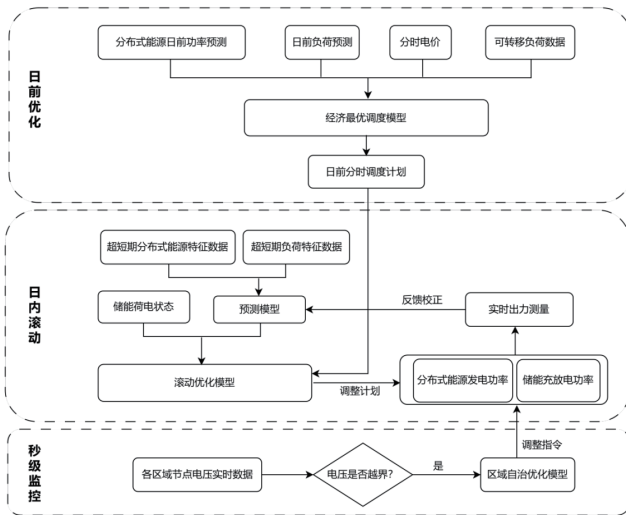 日前优化
分布式能源日前功率预测
日前负荷预测
分时电价
可转移负荷数据
经济最优调度模型
日前分时调度计划
日内滚动
超短期分布式能源特征数据
超短期负荷特征数据
储能荷电状态
预测模型
反馈校正
实时出力测量
滚动优化模型
调整计划
分布式能源发电功率
储能充放电功率
秒级监控
调整指令
各区域节点电压实时数据
电压是否越界?
是
区域自治优化模型